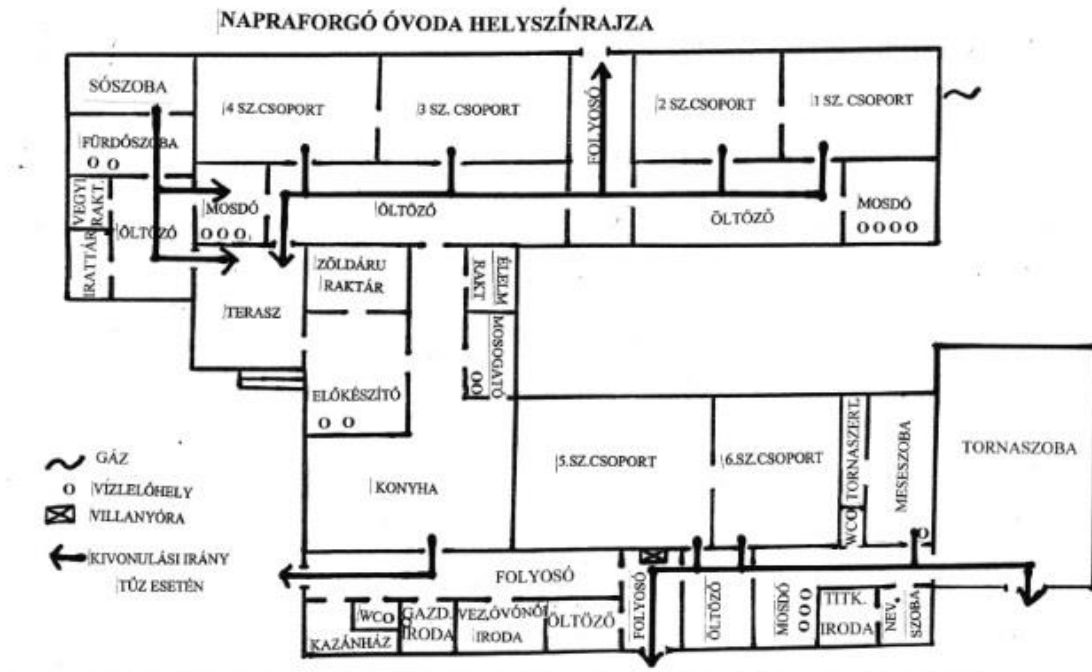 NAPRAFORGÓ ÓVODA HELYSZÍNRAJZA
SÓSZOBA
4 SZ.CSOPORT
3 SZ. CSOPORT
FOLYOSÓ
2 SZ.CSOPORT
1 SZ. CSOPORT
FÜRDŐSZOBA
VEGYI
RAKT.
IRATTÁR
ÖLTÖZŐ
MOSDÓ
ÖLTÖZŐ
ÖLTÖZŐ
MOSDÓ
TERASZ
ZÖLDÁRU
RAKTÁR
ÉLELM
RAKT
MOSOGATÓ
ELŐKÉSZÍTŐ
KONYHA
5.SZ.CSOPORT
6.SZ.CSOPORT
TORNASZERT.
WC
MESESZOBA
TORNASZOBA
GÁZ
VÍZLELŐHELY
VILLANYÓRA
KIVONULÁSI IRÁNY
TŰZ ESETÉN
FOLYOSÓ
WC
KAZÁNHÁZ
GAZD.
IRODA
VEZ.ÓVÓNŐI
IRODA
ÖLTÖZŐ
FOLYOSÓ
ÖLTÖZŐ
MOSDÓ
TITK.
IRODA
NEV.
SZOBA